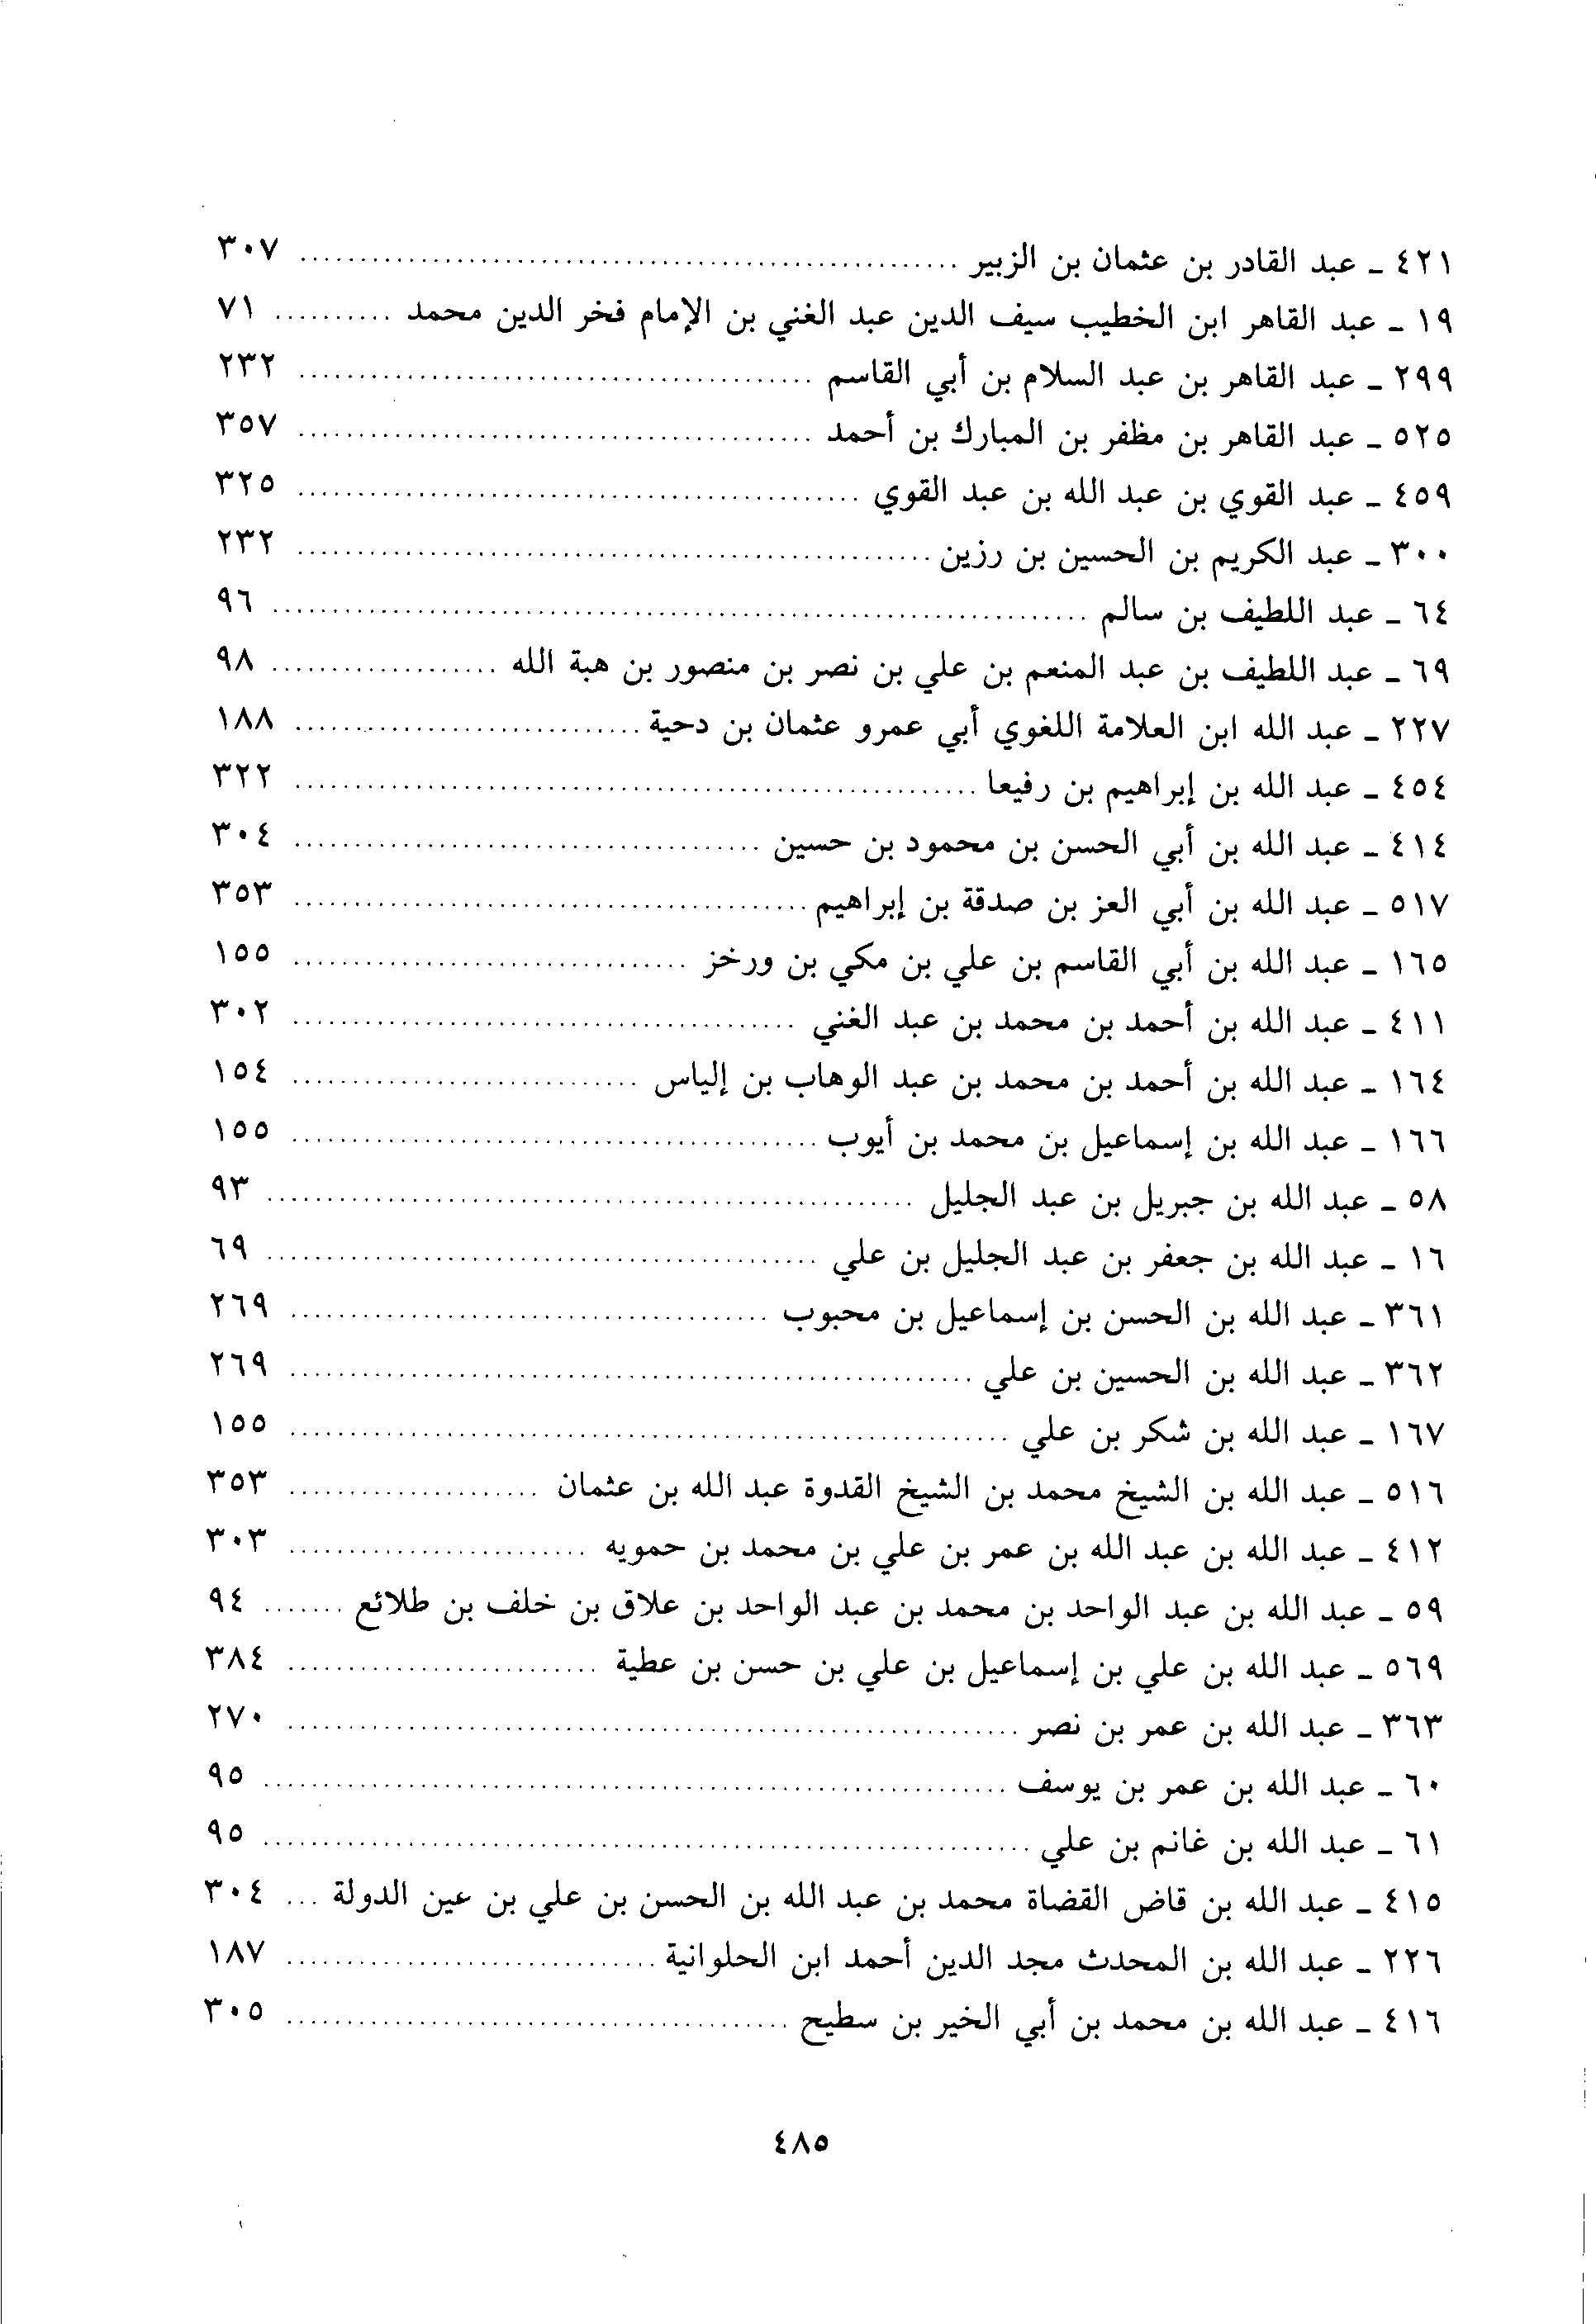 ٤٢١ ـ عبد القادر بن عثمان بن الزبير ........ ٣٠٧
١٩ ـ عبد القاهر ابن الخطيب سيف الدين عبد الغني بن الإمام فخر الدين محمد ........ ٧١
٢٩٩ ـ عبد القاهر بن عبد السلام بن أبي القاسم ........ ٢٣٢
٥٢٥ ـ عبد القاهر بن مظفر بن المبارك بن أحمد ........ ٣٥٧
٤٥٩ ـ عبد القوي بن عبد الله بن عبد القوي ........ ٣٢٥
٣٠٠ ـ عبد الكريم بن الحسين بن رزين ........ ٢٣٢
٦٤ ـ عبد اللطيف بن سالم ........ ٩٦
٦٩ ـ عبد اللطيف بن عبد المنعم بن علي بن نصر بن منصور بن هبة الله ........ ٩٨
٢٢٧ ـ عبد الله ابن العلامة اللغوي أبي عمرو عثمان بن دحية ........ ١٨٨
٤٥٤ ـ عبد الله بن إبراهيم بن رفيعا ........ ٣٢٢
٤١٤ ـ عبد الله بن أبي الحسن بن محمود بن حسين ........ ٣٠٤
٥١٧ ـ عبد الله بن أبي العز بن صدقة بن إبراهيم ........ ٣٥٣
١٦٥ ـ عبد الله بن أبي القاسم بن علي بن مكي بن ورخز ........ ١٥٥
٤١١ ـ عبد الله بن أحمد بن محمد بن عبد الغني ........ ٣٠٢
١٦٤ ـ عبد الله بن أحمد بن محمد بن عبد الوهاب بن إلياس ........ ١٥٤
١٦٦ ـ عبد الله بن إسماعيل بن محمد بن أيوب ........ ١٥٥
٥٨ ـ عبد الله بن جبريل بن عبد الجليل ........ ٩٣
١٦ ـ عبد الله بن جعفر بن عبد الجليل بن علي ........ ٦٩
٣٦١ ـ عبد الله بن الحسن بن إسماعيل بن محبوب ........ ٢٦٩
٣٦٢ ـ عبد الله بن الحسين بن علي ........ ٢٦٩
١٦٧ ـ عبد الله بن شكر بن علي ........ ١٥٥
٥١٦ ـ عبد الله بن الشيخ محمد بن الشيخ القدوة عبد الله بن عثمان ........ ٣٥٣
٤١٢ ـ عبد الله بن عبد الله بن عمر بن علي بن محمد بن حمويه ........ ٣٠٣
٥٩ ـ عبد الله بن عبد الواحد بن محمد بن عبد الواحد بن علاق بن خلف بن طلائع ....... ٩٤
٥٦٩ ـ عبد الله بن علي بن إسماعيل بن علي بن حسن بن عطية ........ ٣٨٤
٣٦٣ ـ عبد الله بن عمر بن نصر ........ ٢٧٠
٦٠ ـ عبد الله بن عمر بن يوسف ........ ٩٥
٦١ ـ عبد الله بن غانم بن علي ........ ٩٥
٤١٥ ـ عبد الله بن قاض القضاة محمد بن عبد الله بن الحسن بن علي بن عين الدولة ... ٣٠٤
٢٢٦ ـ عبد الله بن المحدث مجد الدين أحمد ابن الحلوانية ........ ١٨٧
٤١٦ ـ عبد الله بن محمد بن أبي الخير بن سطيح ........ ٣٠٥
٤٨٥